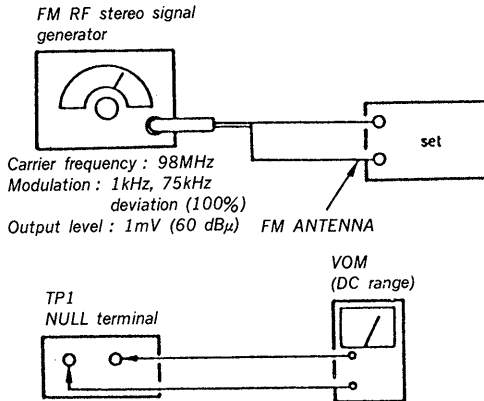 FM RF stereo signal
generator
set
Carrier frequency : 98MHz
Modulation : 1kHz, 75kHz
deviation (100%)
Output level : 1mV (60 dBμ)
FM ANTENNA
VOM
(DC range)
TP1
NULL terminal